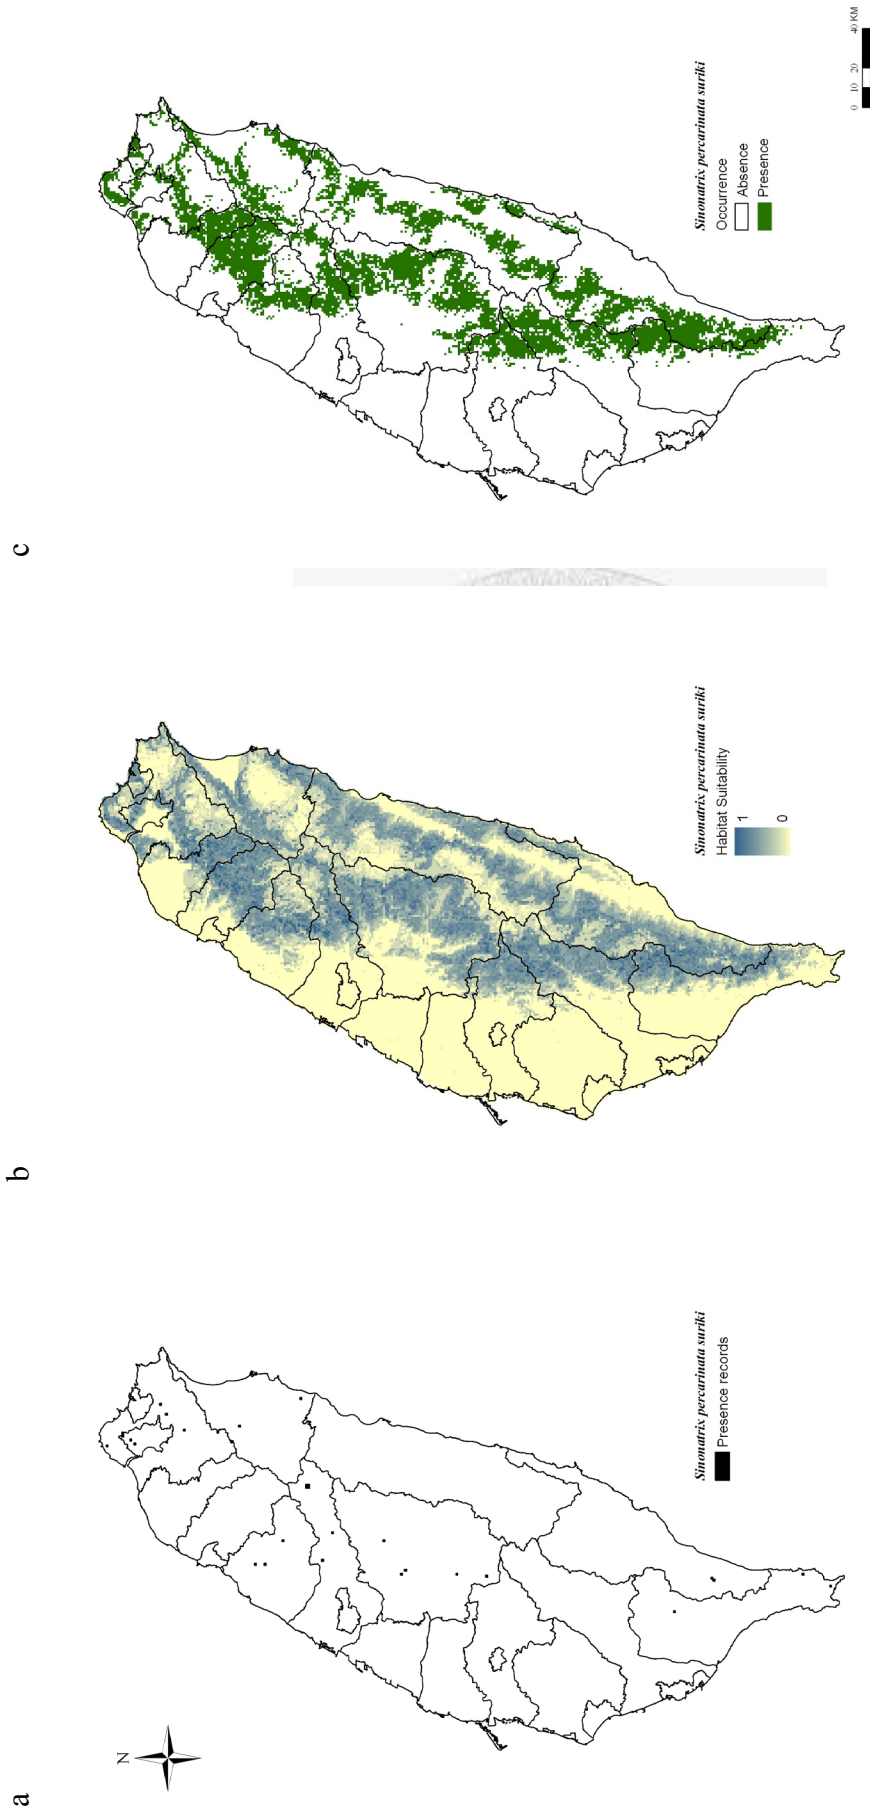 a
N
Sinonatrix percarinata suriki
Presence records
b
Sinonatrix percarinata suriki
Habitat Suitability
1
0
c
Sinonatrix percarinata suriki
Occurrence
Absence
Presence
0 10 20 40 KM